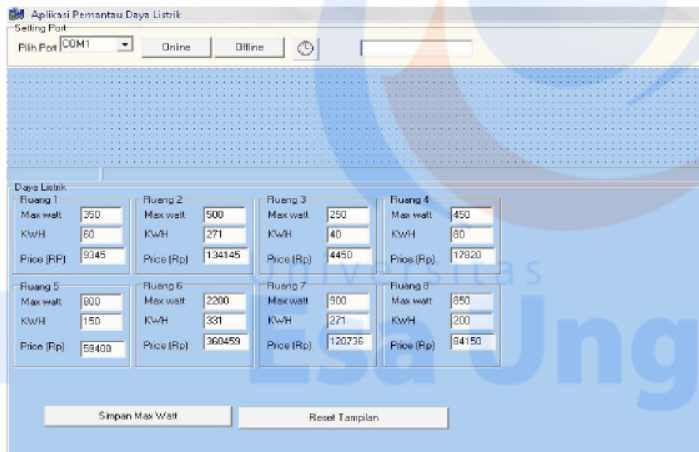 Aplikasi Pemantau Daya Listrik
Setting Port
Pilih Port COM1 Online Offline
Daya Listrik
Ruang 1 Ruang 2 Ruang 3 Ruang 4
Max watt 350 Max watt 500 Max watt 250 Max watt 450
KWH 60 KWH 271 KWH 40 KWH 80
Price (RP) 9345 Price (Rp) 134145 Price (Rp) 4450 Price (Rp) 17820
Ruang 5 Ruang 6 Ruang 7 Ruang 8
Max watt 800 Max watt 2200 Max watt 900 Max watt 850
KWH 150 KWH 331 KWH 271 KWH 200
Price (Rp) 59400 Price (Rp) 360459 Price (Rp) 120736 Price (Rp) 84150
Simpan Max Watt Reset Tampilan
Universitas
Esa Ung